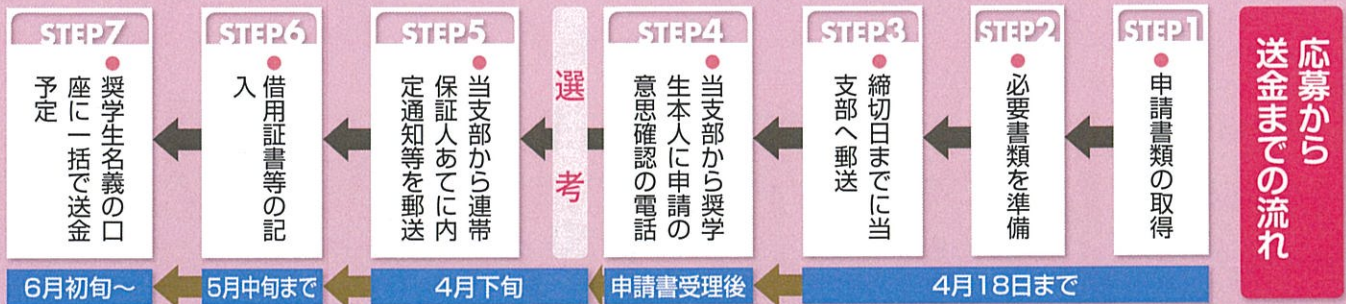 応募から
送金までの流れ
STEP1
●申請書類の取得
STEP2
●必要書類を準備
STEP3
●締切日までに当
支部へ郵送
4月18日まで
STEP4
●当支部から奨学
生本人に申請の
意思確認の電話
申請書受理後
選考
STEP5
●当支部から連帯
保証人あてに内
定通知等を郵送
4月下旬
STEP6
●借用証書等の記
入
5月中旬まで
STEP7
●奨学生名義の口
座に一括で送金
予定
6月初旬～